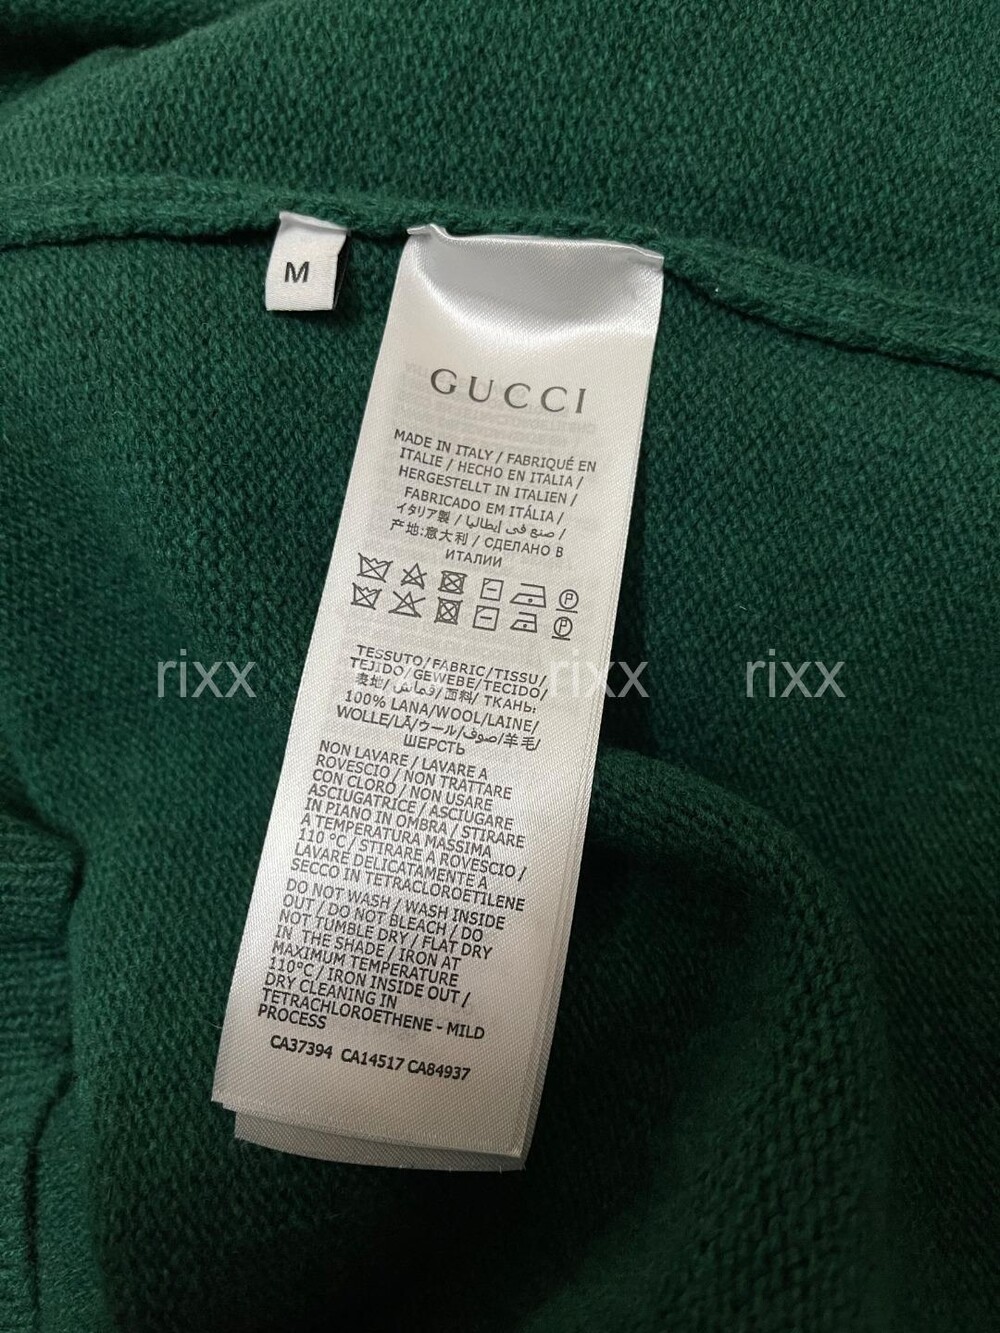 M
GUCCI
MADE IN ITALY / FABRIQUÉ EN
ITALIE / HECHO EN ITALIA /
HERGESTELLT IN ITALIEN /
FABRICADO EM ITÁLIA /
イタリア製 / صنع في إيطاليا /
产地:意大利 / СДЕЛАНО В
ИТАЛИИ
TESSUTO/FABRIC/TISSU/
TEJIDO/GEWEBE/TECIDO/
表地/قماش/面料/ ТКАНЬ:
100% LANA/WOOL/LAINE/
WOLLE/LÃ/ウール/صوف/羊毛/
ШЕРСТЬ
rixx rixx rixx
NON LAVARE / LAVARE A
ROVESCIO / NON TRATTARE
CON CLORO / NON USARE
ASCIUGATRICE / ASCIUGARE
IN PIANO IN OMBRA / STIRARE
A TEMPERATURA MASSIMA
110 °C / STIRARE A ROVESCIO /
LAVARE DELICATAMENTE A
SECCO IN TETRACLOROETILENE
DO NOT WASH / WASH INSIDE
OUT / DO NOT BLEACH / DO
NOT TUMBLE DRY / FLAT DRY
IN THE SHADE / IRON AT
MAXIMUM TEMPERATURE
110°C / IRON INSIDE OUT /
DRY CLEANING IN
TETRACHLOROETHENE - MILD
PROCESS
CA37394 CA14517 CA84937